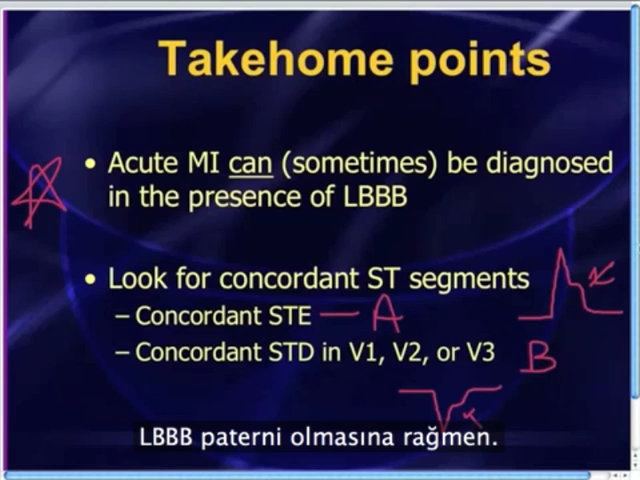 Takehome points
• Acute MI can (sometimes) be diagnosed
in the presence of LBBB
• Look for concordant ST segments
– Concordant STE — A
– Concordant STD in V1, V2, or V3 B
LBBB paterni olmasına rağmen.